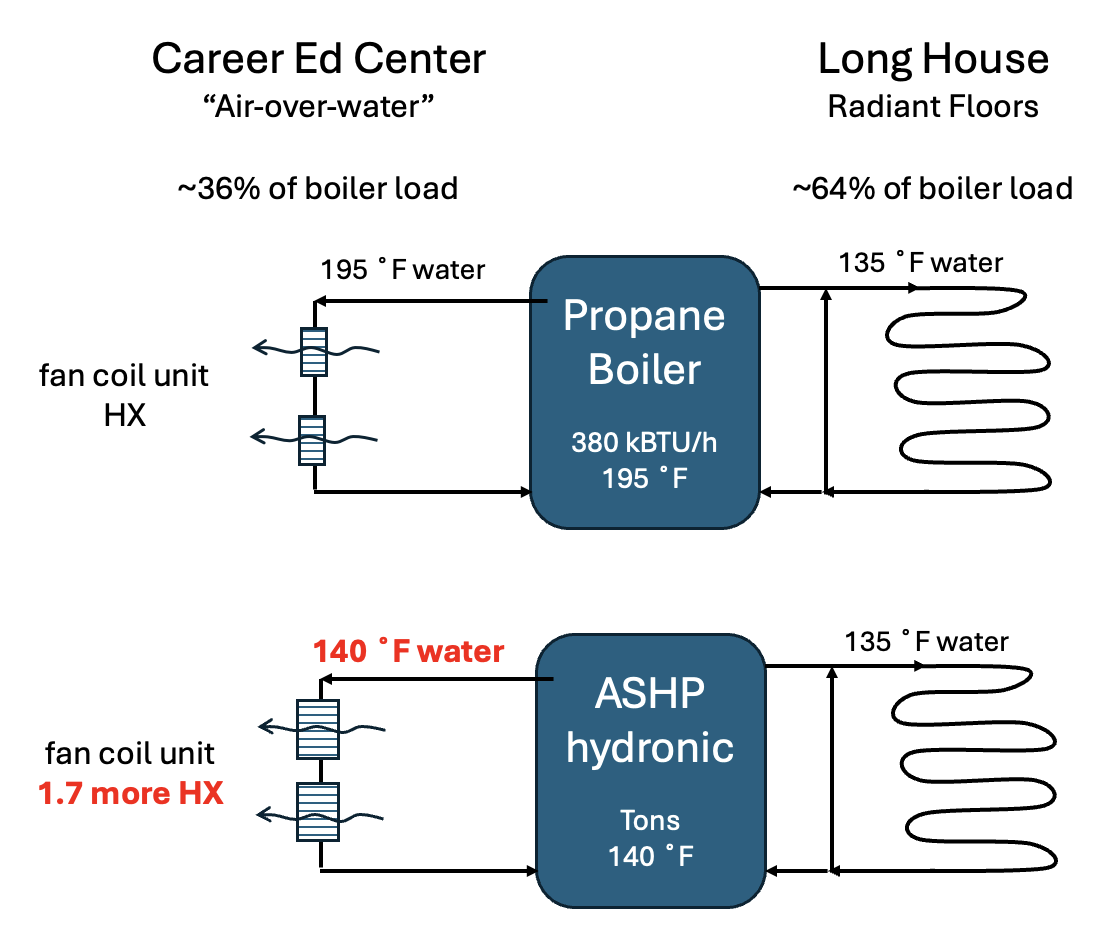 Career Ed Center
“Air-over-water”
~36% of boiler load
Long House
Radiant Floors
~64% of boiler load
195 ˚F water
fan coil unit
HX
Propane
Boiler
380 kBTU/h
195 ˚F
135 ˚F water
140 ˚F water
fan coil unit
1.7 more HX
ASHP
hydronic
Tons
140 ˚F
135 ˚F water